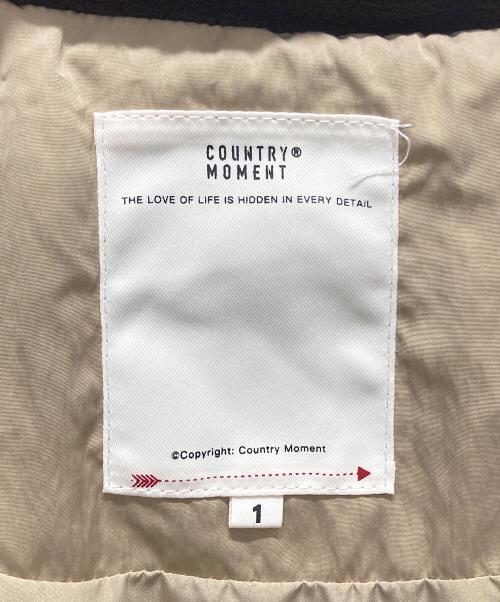 COUNTRY®
MOMENT
THE LOVE OF LIFE IS HIDDEN IN EVERY DETAIL
©Copyright: Country Moment
1